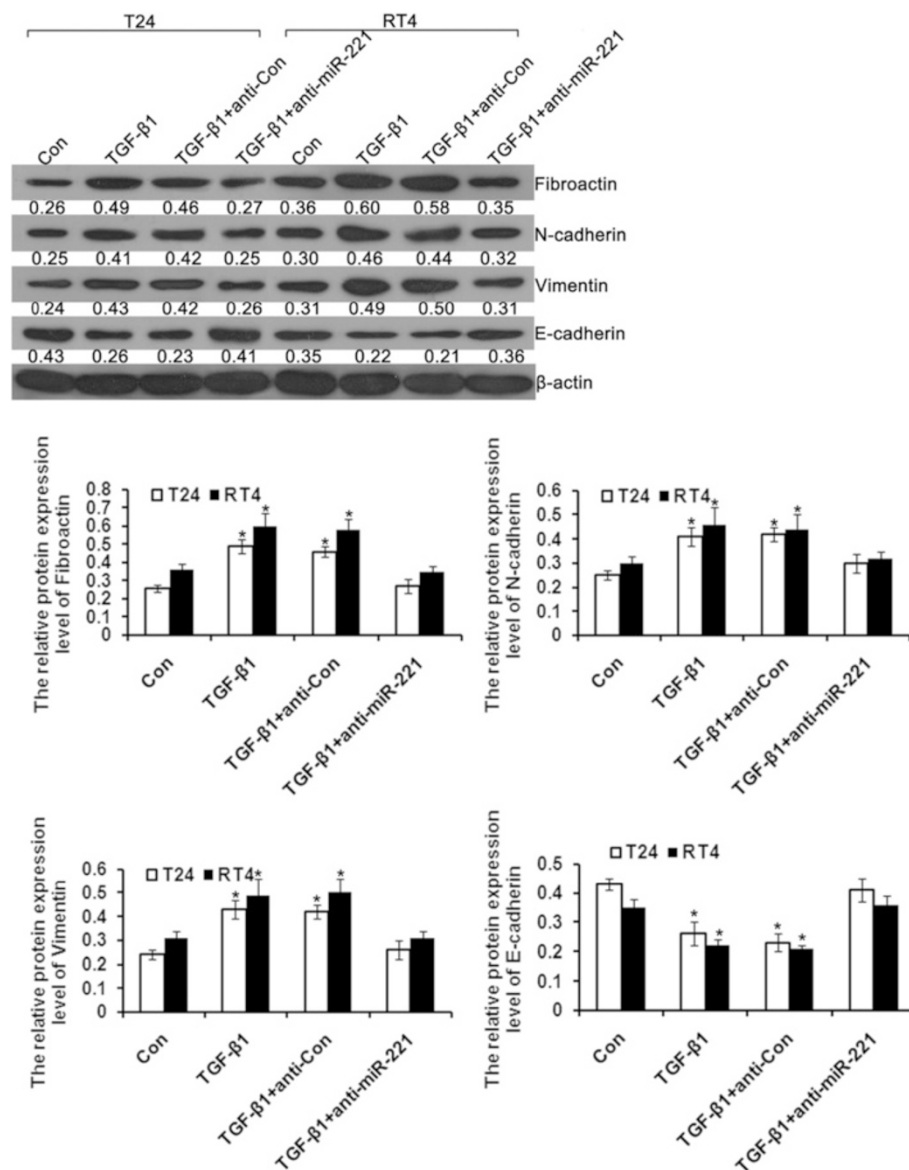 T24 RT4
Con TGF-β1 TGF-β1+anti-Con TGF-β1+anti-miR-221 Con TGF-β1 TGF-β1+anti-Con TGF-β1+anti-miR-221
Fibroactin
0.26 0.49 0.46 0.27 0.36 0.60 0.58 0.35
N-cadherin
0.25 0.41 0.42 0.25 0.30 0.46 0.44 0.32
Vimentin
0.24 0.43 0.42 0.26 0.31 0.49 0.50 0.31
E-cadherin
0.43 0.26 0.23 0.41 0.35 0.22 0.21 0.36
β-actin
The relative protein expression
level of Fibroactin
0.8
0.7
0.6
0.5
0.4
0.3
0.2
0.1
0
T24 RT4
* * * *
Con TGF-β1 TGF-β1+anti-Con TGF-β1+anti-miR-221
The relative protein expression
level of N-cadherin
0.6
0.5
0.4
0.3
0.2
0.1
0
T24 RT4
* * * *
Con TGF-β1 TGF-β1+anti-Con TGF-β1+anti-miR-221
The relative protein expression
level of Vimentin
0.6
0.5
0.4
0.3
0.2
0.1
0
T24 RT4
* * * *
Con TGF-β1 TGF-β1+anti-Con TGF-β1+anti-miR-221
The relative protein expression
level of E-cadherin
0.5
0.4
0.3
0.2
0.1
0
T24 RT4
* * * *
Con TGF-β1 TGF-β1+anti-Con TGF-β1+anti-miR-221